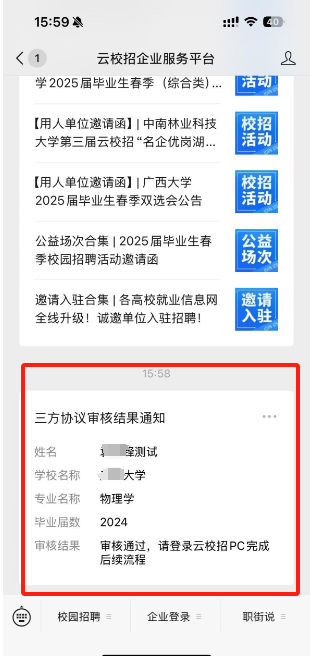 15:59
40
1
云校招企业服务平台
学2025届毕业生春季（综合类）...
活动
【用人单位邀请函】| 中南林业科技
大学第三届云校招 “名企优岗湖...
校招
活动
【用人单位邀请函】| 广西大学
2025届毕业生春季双选会公告
校招
活动
公益场次合集 | 2025届毕业生春
季校园招聘活动邀请函
公益
场次
邀请入驻合集 | 各高校就业信息网
全线升级！诚邀单位入驻招聘！
邀请
入驻
15:58
三方协议审核结果通知
姓名 测试
学校名称 大学
专业名称 物理学
毕业届数 2024
审核结果 审核通过，请登录云校招PC完成
后续流程
校园招聘
企业登录
职街说